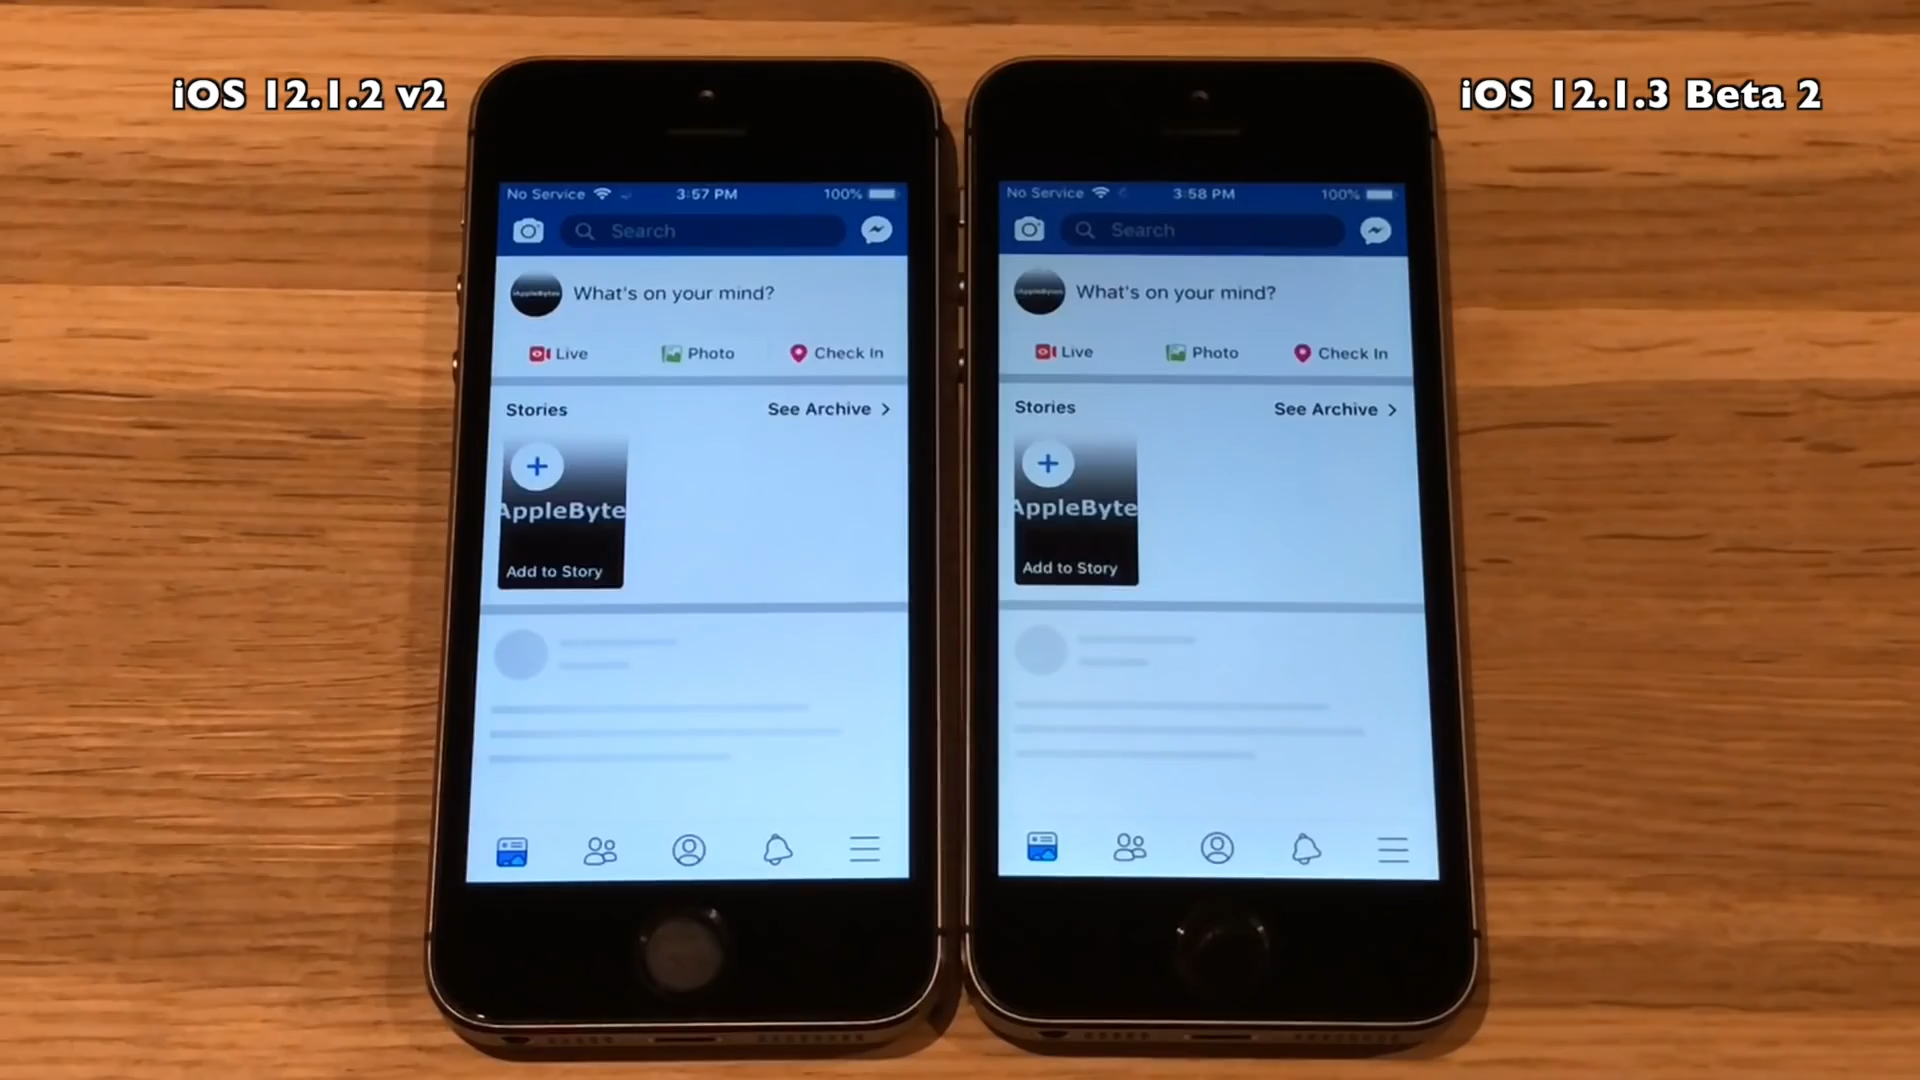 iOS 12.1.2 v2
iOS 12.1.3 Beta 2
No Service 3:57 PM 100%
Search
What's on your mind?
Live Photo Check In
Stories See Archive >
AppleByte
Add to Story
No Service 3:58 PM 100%
Search
What's on your mind?
Live Photo Check In
Stories See Archive >
AppleByte
Add to Story